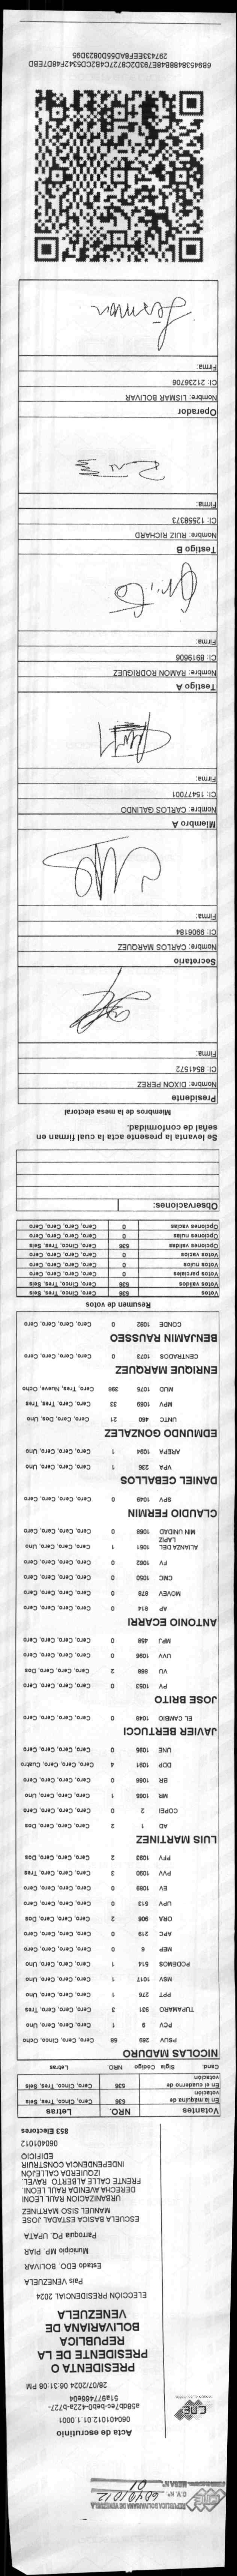 REPUBLICA BOLIVARIANA DE VENEZUELA
C.V. Nº. 60401012
MESA Nº. 01
CNE
Acta de escrutinio
060401012.01.1.0001
a58db7ec-beb0-422a-b727-
51a977466e04
28/07/2024 06:31:08 PM
PRESIDENTA O
PRESIDENTE DE LA
REPUBLICA
BOLIVARIANA DE
VENEZUELA
ELECCIÓN PRESIDENCIAL 2024
Pais VENEZUELA
Estado EDO. BOLIVAR
Municipio MP. PIAR
Parroquia PQ. UPATA
ESCUELA BASICA ESTADAL JOSE
MANUEL SISO MARTINEZ
URBANIZACION RAUL LEONI
DERECHA AVENIDA RAUL LEONI.
FRENTE CALLE ALBERTO RAVEL.
IZQUIERDA CALLEJÓN
INDEPENDENCIA CONSTRUIR
EDIFICIO
060401012
853 Electores
Votantes NRO. Letras
En la máquina de votación 536 Cero, Cinco, Tres, Seis
En el cuaderno de votación 536 Cero, Cinco, Tres, Seis
Cand. Sigla Código NRO. Letras
NICOLAS MADURO
PSUV 269 58 Cero, Cero, Cinco, Ocho
PCV 9 1 Cero, Cero, Cero, Uno
TUPAMARO 931 3 Cero, Cero, Cero, Tres
PPT 276 1 Cero, Cero, Cero, Uno
MSV 1017 1 Cero, Cero, Cero, Uno
PODEMOS 514 1 Cero, Cero, Cero, Uno
MEP 6 0 Cero, Cero, Cero, Cero
APC 219 0 Cero, Cero, Cero, Cero
ORA 906 2 Cero, Cero, Cero, Dos
UPV 513 0 Cero, Cero, Cero, Cero
EV 1089 0 Cero, Cero, Cero, Cero
PVV 1090 3 Cero, Cero, Cero, Tres
PFV 1093 2 Cero, Cero, Cero, Dos
LUIS MARTINEZ
AD 1 2 Cero, Cero, Cero, Dos
COPEI 2 0 Cero, Cero, Cero, Cero
MR 1065 1 Cero, Cero, Cero, Uno
BR 1066 0 Cero, Cero, Cero, Cero
DDP 1091 4 Cero, Cero, Cero, Cuatro
UNE 1095 0 Cero, Cero, Cero, Cero
JAVIER BERTUCCI
EL CAMBIO 1048 0 Cero, Cero, Cero, Cero
JOSE BRITO
PV 1053 0 Cero, Cero, Cero, Cero
VU 868 2 Cero, Cero, Cero, Dos
UVV 1096 0 Cero, Cero, Cero, Cero
MPJ 458 0 Cero, Cero, Cero, Cero
ANTONIO ECARRI
AP 814 0 Cero, Cero, Cero, Cero
MOVEV 878 0 Cero, Cero, Cero, Cero
CMC 1050 0 Cero, Cero, Cero, Cero
FV 1062 0 Cero, Cero, Cero, Cero
ALIANZA DEL LAPIZ 1051 1 Cero, Cero, Cero, Uno
MIN UNIDAD 1088 0 Cero, Cero, Cero, Cero
CLAUDIO FERMIN
SPV 1049 0 Cero, Cero, Cero, Cero
DANIEL CEBALLOS
VPA 236 1 Cero, Cero, Cero, Uno
AREPA 1094 1 Cero, Cero, Cero, Uno
EDMUNDO GONZALEZ
UNTC 460 21 Cero, Cero, Dos, Uno
MPV 1069 33 Cero, Cero, Tres, Tres
MUD 1075 398 Cero, Tres, Nueve, Ocho
ENRIQUE MARQUEZ
CENTRADOS 1073 0 Cero, Cero, Cero, Cero
BENJAMIN RAUSSEO
CONDE 1092 0 Cero, Cero, Cero, Cero
Resumen de votos
Votos 536 Cero, Cinco, Tres, Seis
Votos validos 536 Cero, Cinco, Tres, Seis
Votos parciales 0 Cero, Cero, Cero, Cero
Votos nulos 0 Cero, Cero, Cero, Cero
Votos vacios 0 Cero, Cero, Cero, Cero
Opciones validas 536 Cero, Cinco, Tres, Seis
Opciones nulas 0 Cero, Cero, Cero, Cero
Opciones vacias 0 Cero, Cero, Cero, Cero
Observaciones:
Se levanta la presente acta la cual firman en
señal de conformidad.
Miembros de la mesa electoral
Presidente
Nombre: DIXON PEREZ
CI: 8541572
Firma:
Secretario
Nombre: CARLOS MARQUEZ
CI: 9906184
Firma:
Miembro A
Nombre: CARLOS GALINDO
CI: 15477001
Firma:
Testigo A
Nombre: RAMON RODRIGUEZ
CI: 8919606
Firma:
Testigo B
Nombre: RUIZ RICHARD
CI: 12558373
Firma:
Ruiz
Operador
Nombre: LISMAR BOLIVAR
CI: 21236706
Firma:
Lismar
6B94538488B48E793D2C8727C4B2CD5342F48D7EBD
297433EEF8AD55D0823D95